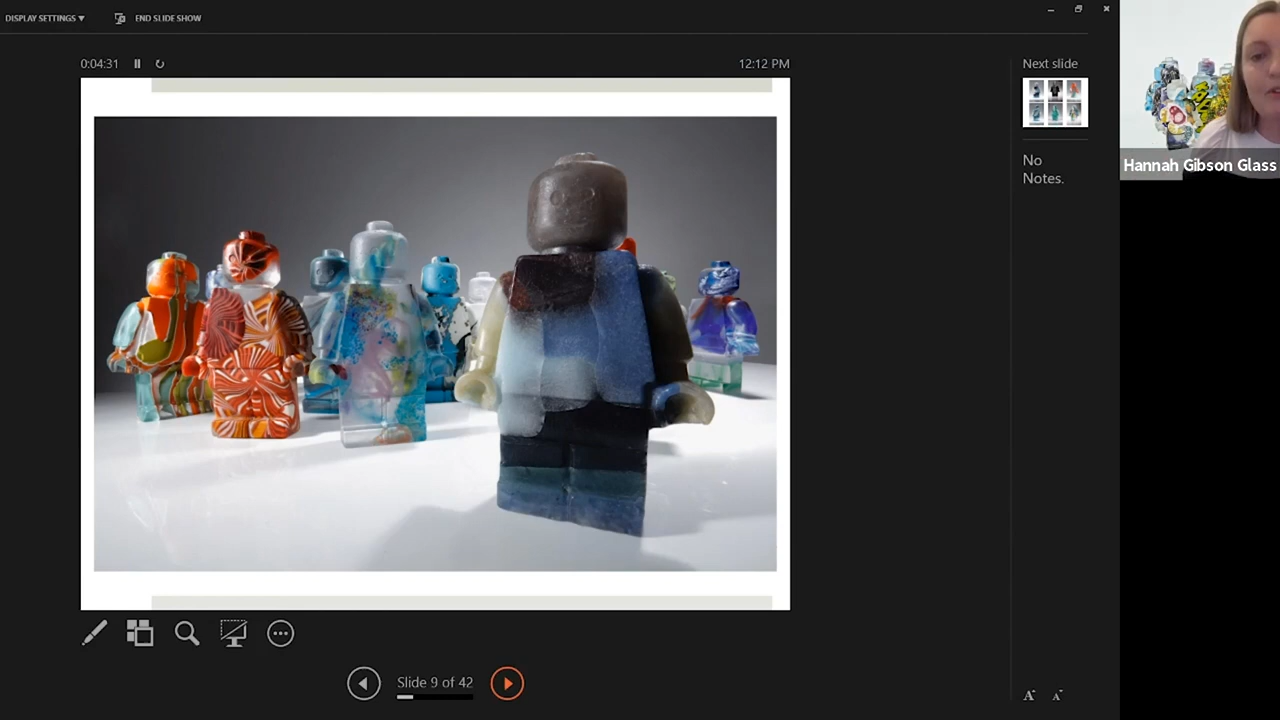 DISPLAY SETTINGS ▼
END SLIDE SHOW
0:04:31
12:12 PM
Next slide
No
Notes.
Hannah Gibson Glass
Slide 9 of 42
A
A